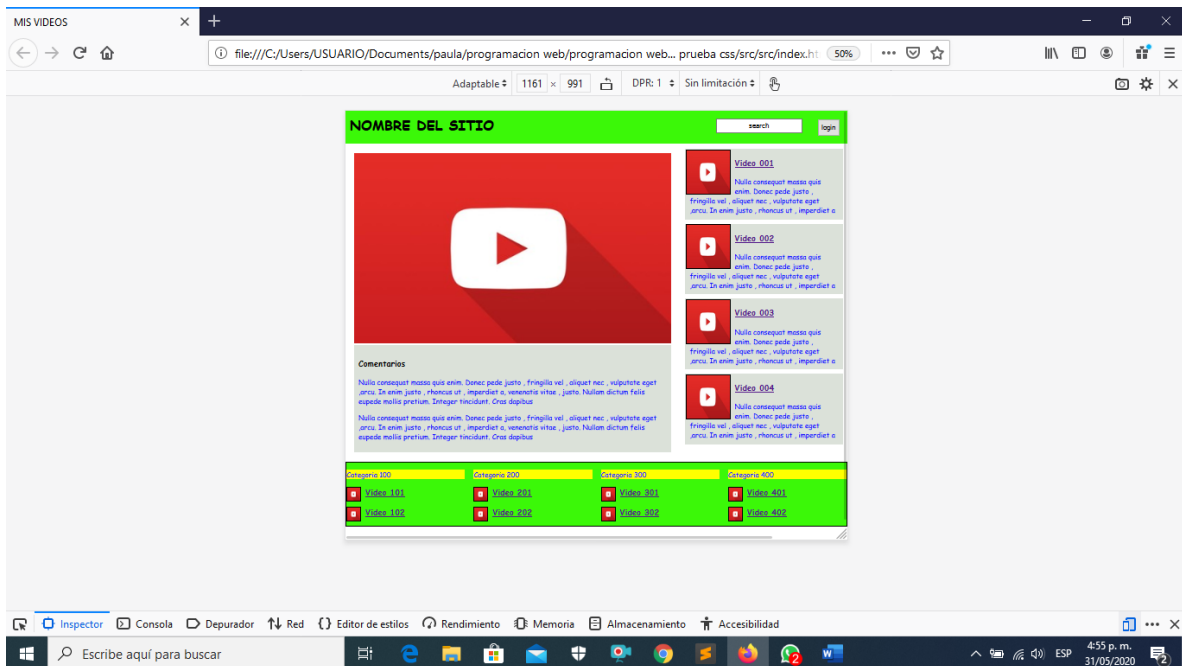 MIS VIDEOS
file:///C:/Users/USUARIO/Documents/paula/programacion web/programacion web... prueba css/src/src/index.ht
50%
Adaptable
1161 × 991
DPR: 1
Sin limitación
NOMBRE DEL SITIO
search
login
Video 001
Nulla consequat massa quis
enim. Donec pede justo ,
fringilla vel , aliquet nec , vulputate eget
,arcu. In enim justo , rhoncus ut , imperdiet a
Video 002
Nulla consequat massa quis
enim. Donec pede justo ,
fringilla vel , aliquet nec , vulputate eget
,arcu. In enim justo , rhoncus ut , imperdiet a
Video 003
Nulla consequat massa quis
enim. Donec pede justo ,
fringilla vel , aliquet nec , vulputate eget
,arcu. In enim justo , rhoncus ut , imperdiet a
Video 004
Nulla consequat massa quis
enim. Donec pede justo ,
fringilla vel , aliquet nec , vulputate eget
,arcu. In enim justo , rhoncus ut , imperdiet a
Comentarios
Nulla consequat massa quis enim. Donec pede justo , fringilla vel , aliquet nec , vulputate eget
,arcu. In enim justo , rhoncus ut , imperdiet a, venenatis vitae , justo. Nullam dictum felis
eupede mollis pretium. Integer tincidunt. Cras dapibus
Nulla consequat massa quis enim. Donec pede justo , fringilla vel , aliquet nec , vulputate eget
,arcu. In enim justo , rhoncus ut , imperdiet a, venenatis vitae , justo. Nullam dictum felis
eupede mollis pretium. Integer tincidunt. Cras dapibus
Categoria 100
Video 101
Video 102
Categoria 200
Video 201
Video 202
Categoria 300
Video 301
Video 302
Categoria 400
Video 401
Video 402
Inspector
Consola
Depurador
Red
Editor de estilos
Rendimiento
Memoria
Almacenamiento
Accesibilidad
Escribe aquí para buscar
2
ESP
4:55 p. m.
31/05/2020
2